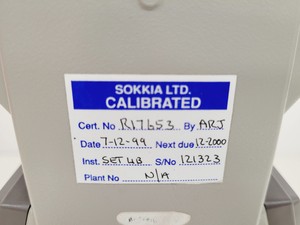 SOKKIA LTD.
CALIBRATED
Cert. No R17653 By ARJ
Date 7-12-99 Next due 12-2000
Inst. SET 4B S/No 121323
Plant No N/A